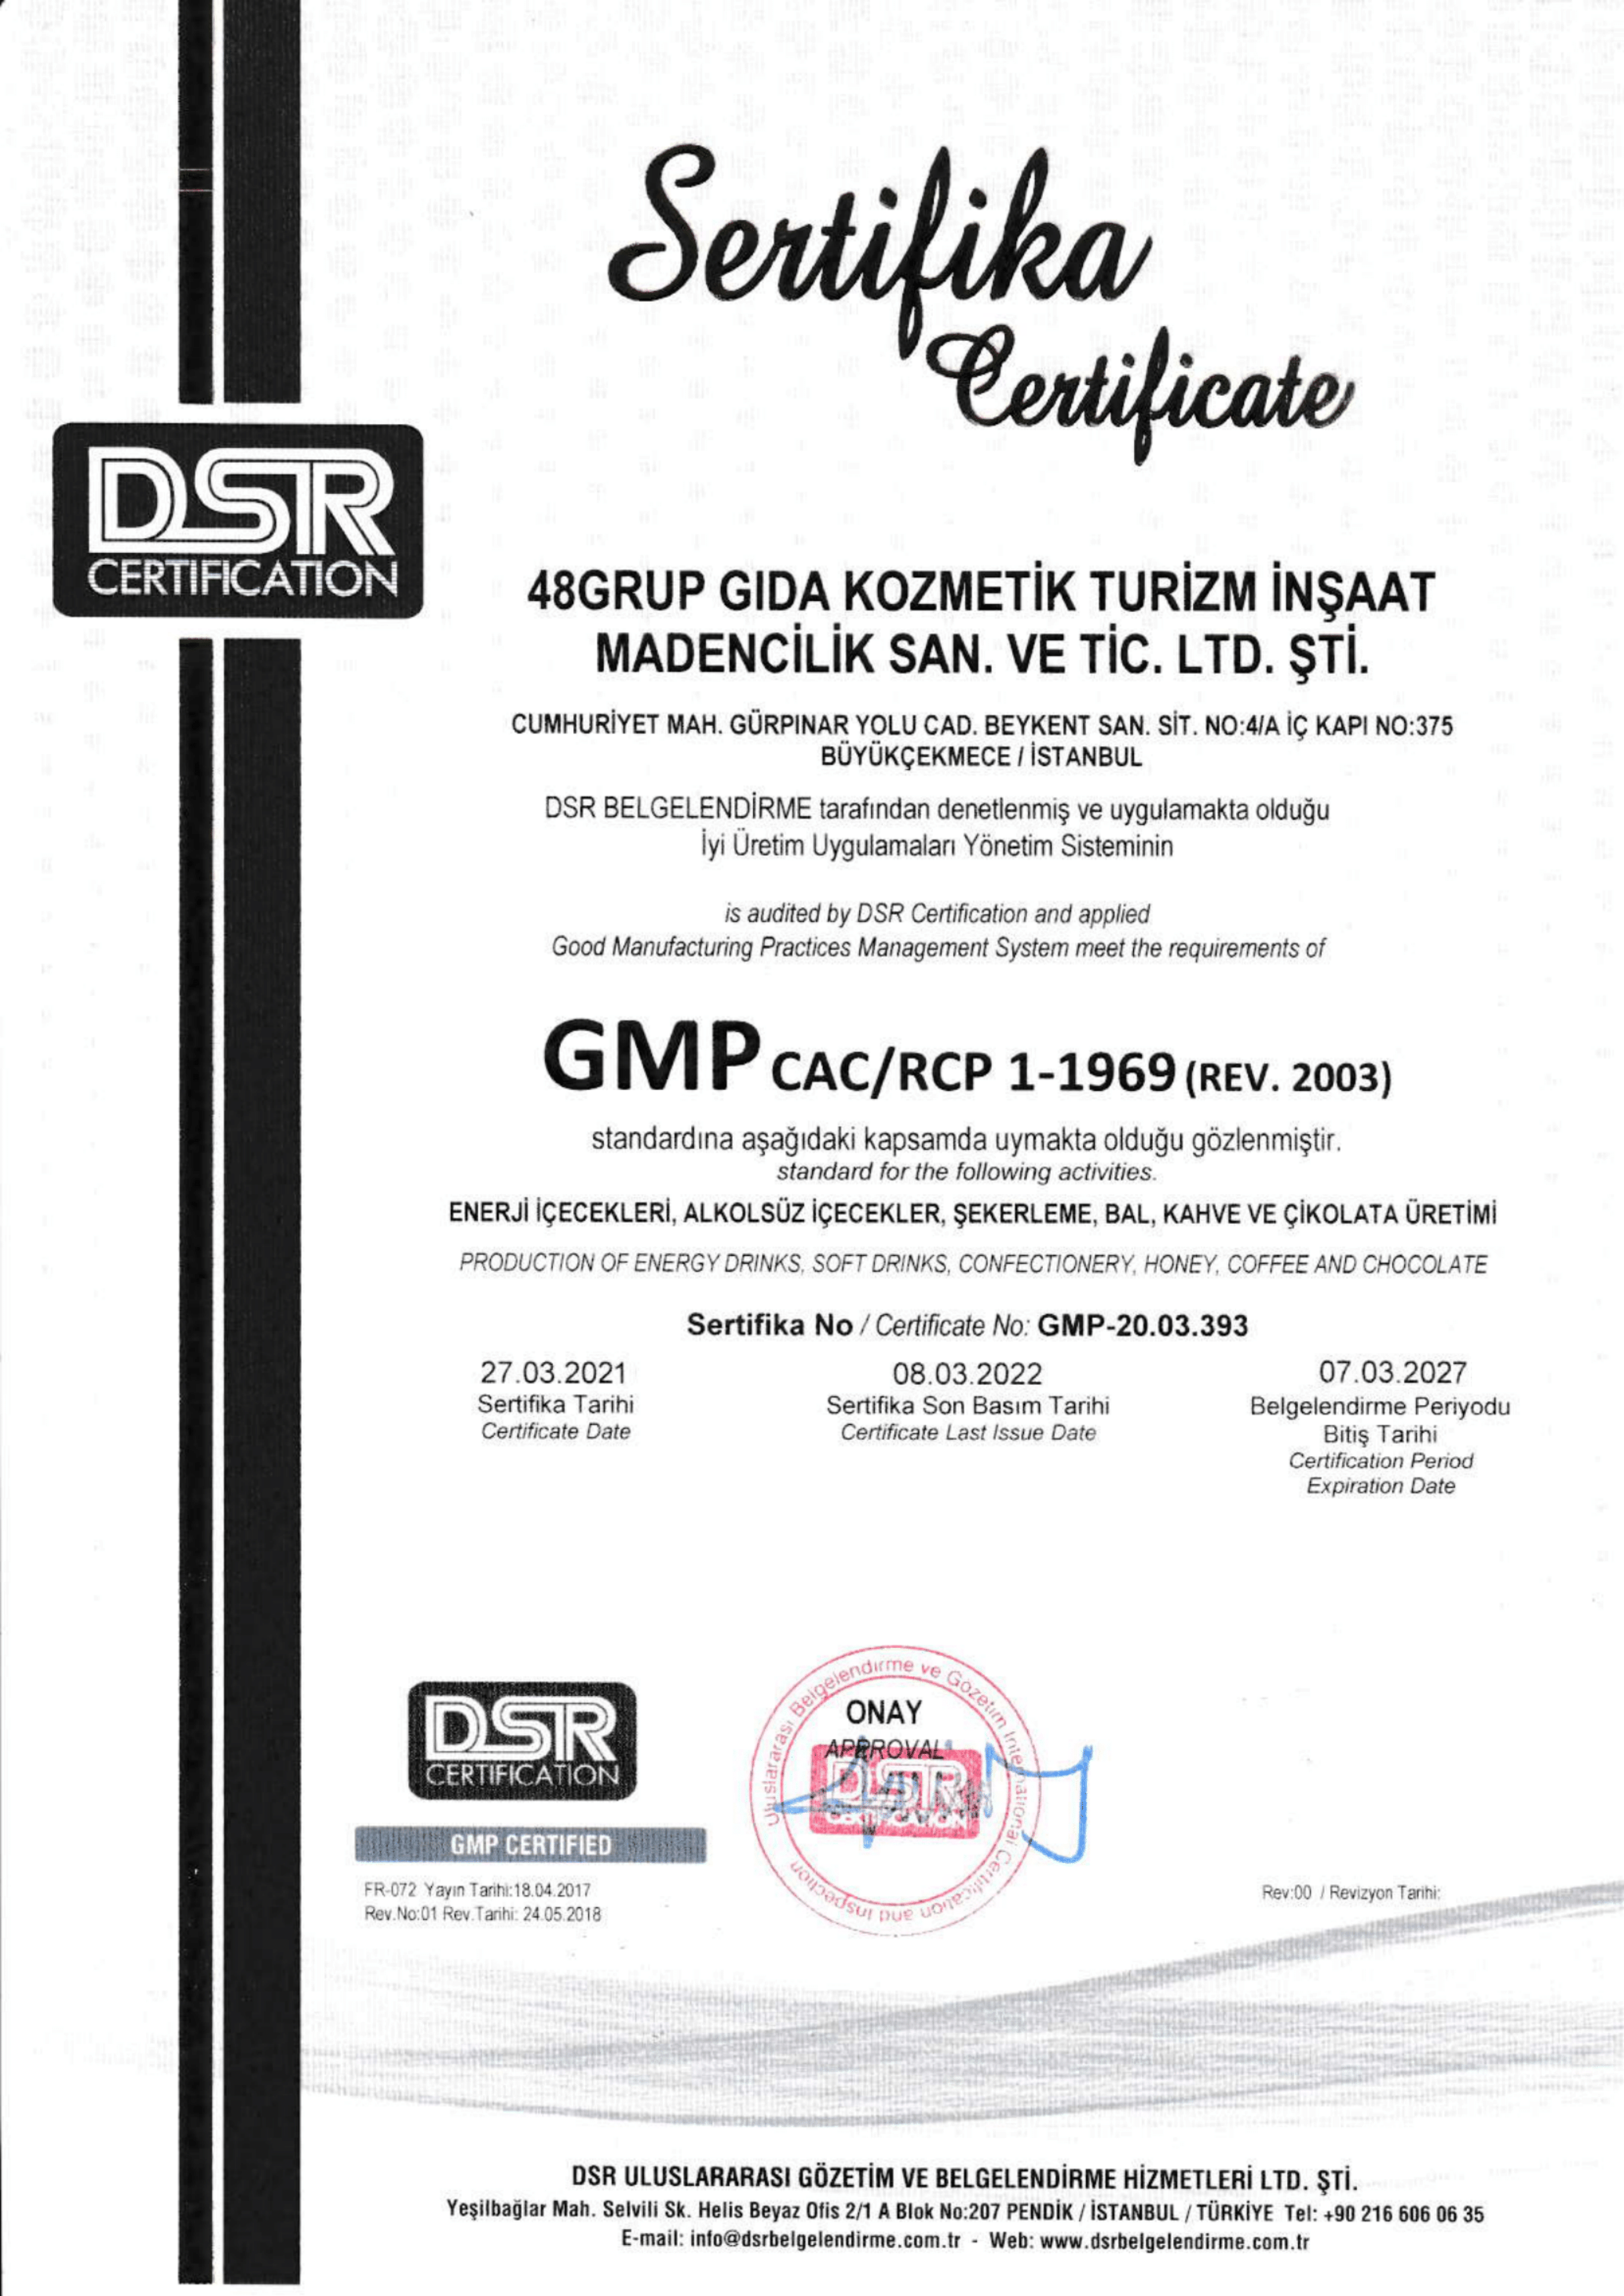 Sertifika
Certificate
DSR
CERTIFICATION
48GRUP GIDA KOZMETİK TURİZM İNŞAAT
MADENCİLİK SAN. VE TİC. LTD. ŞTİ.
CUMHURİYET MAH. GÜRPINAR YOLU CAD. BEYKENT SAN. SİT. NO:4/A İÇ KAPI NO:375
BÜYÜKÇEKMECE / İSTANBUL
DSR BELGELENDİRME tarafından denetlenmiş ve uygulamakta olduğu
İyi Üretim Uygulamaları Yönetim Sisteminin
is audited by DSR Certification and applied
Good Manufacturing Practices Management System meet the requirements of
GMP CAC/RCP 1-1969 (REV. 2003)
standardına aşağıdaki kapsamda uymakta olduğu gözlenmiştir.
standard for the following activities.
ENERJİ İÇECEKLERİ, ALKOLSÜZ İÇECEKLER, ŞEKERLEME, BAL, KAHVE VE ÇİKOLATA ÜRETİMİ
PRODUCTION OF ENERGY DRINKS, SOFT DRINKS, CONFECTIONERY, HONEY, COFFEE AND CHOCOLATE
Sertifika No / Certificate No: GMP-20.03.393
27.03.2021
Sertifika Tarihi
Certificate Date
08.03.2022
Sertifika Son Basım Tarihi
Certificate Last Issue Date
07.03.2027
Belgelendirme Periyodu
Bitiş Tarihi
Certification Period
Expiration Date
DSR
CERTIFICATION
GMP CERTIFIED
FR-072 Yayın Tarihi:18.04.2017
Rev.No:01 Rev.Tarihi: 24.05.2018
Uluslararası Belgelendirme ve Gözetim International Certification and Inspection
ONAY
APPROVAL
DSR
CERTIFICATION
Rev:00 / Revizyon Tarihi:
DSR ULUSLARARASI GÖZETİM VE BELGELENDİRME HİZMETLERİ LTD. ŞTİ.
Yeşilbağlar Mah. Selvili Sk. Helis Beyaz Ofis 2/1 A Blok No:207 PENDİK / İSTANBUL / TÜRKİYE Tel: +90 216 606 06 35
E-mail: info@dsrbelgelendirme.com.tr - Web: www.dsrbelgelendirme.com.tr